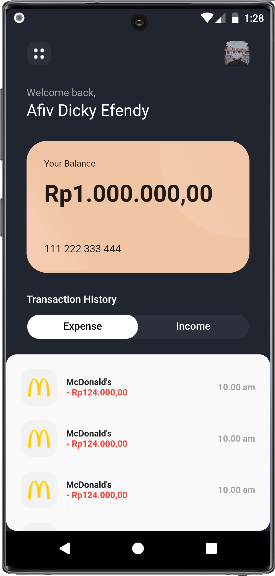 1:28
Welcome back,
Afiv Dicky Efendy
Your Balance
Rp1.000.000,00
111 222 333 444
Transaction History
Expense
Income
McDonald's
- Rp124.000,00
10.00 am
McDonald's
- Rp124.000,00
10.00 am
McDonald's
- Rp124.000,00
10.00 am